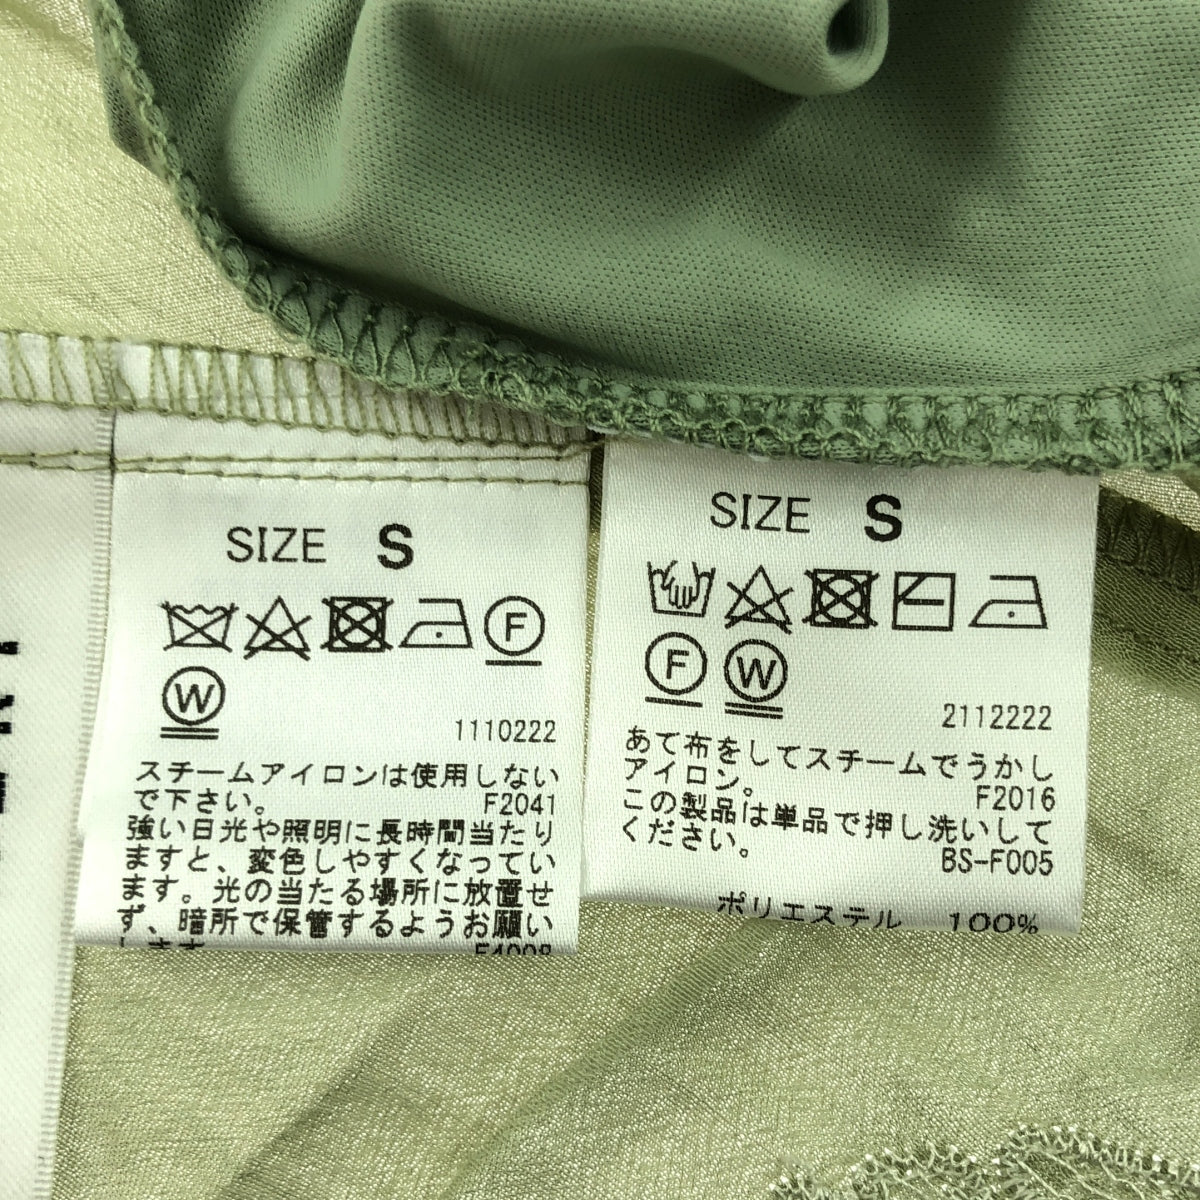 SIZE S
F
W
1110222
スチームアイロンは使用しない
で下さい。 F2041
強い日光や照明に長時間当たり
ますと、変色しやすくなってい
ます。光の当たる場所に放置せ
ず、暗所で保管するようお願い
します F4008
SIZE S
F
W
2112222
あて布をしてスチームでうかし
アイロン。 F2016
この製品は単品で押し洗いして
ください。 BS-F005
ポリエステル 100%